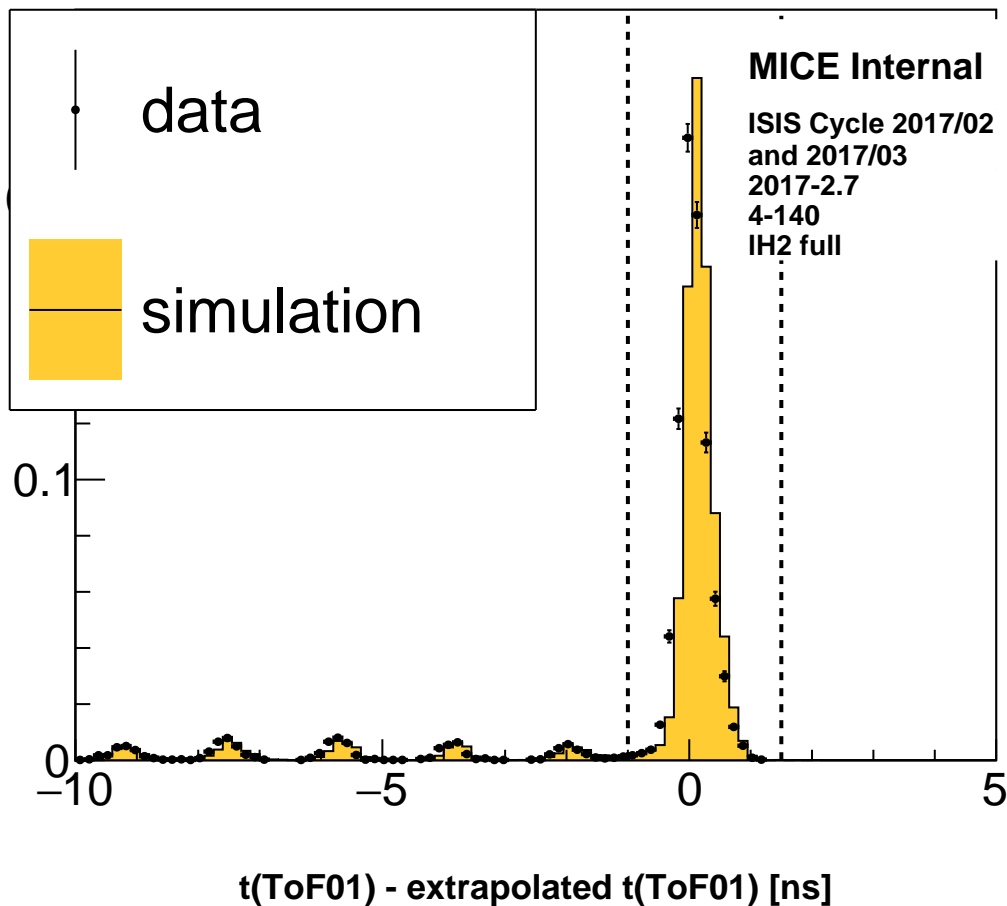 data
simulation
MICE Internal
ISIS Cycle 2017/02
and 2017/03
2017-2.7
4-140
IH2 full
0.1
0
−10
−5
0
5
t(ToF01) - extrapolated t(ToF01) [ns]